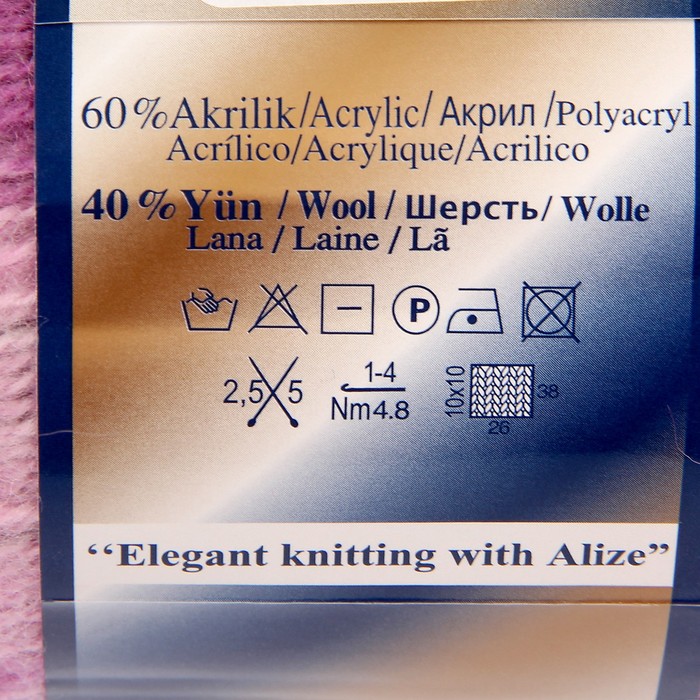 60%Akrilik/Acrylic/Акрил/Polyacryl
Acrílico/Acrylique/Acrilico
40%Yün / Wool / Шерсть/ Wolle
Lana / Laine / Lã
P
2,5 5
1-4
Nm4.8
10x10
38
26
“Elegant knitting with Alize”